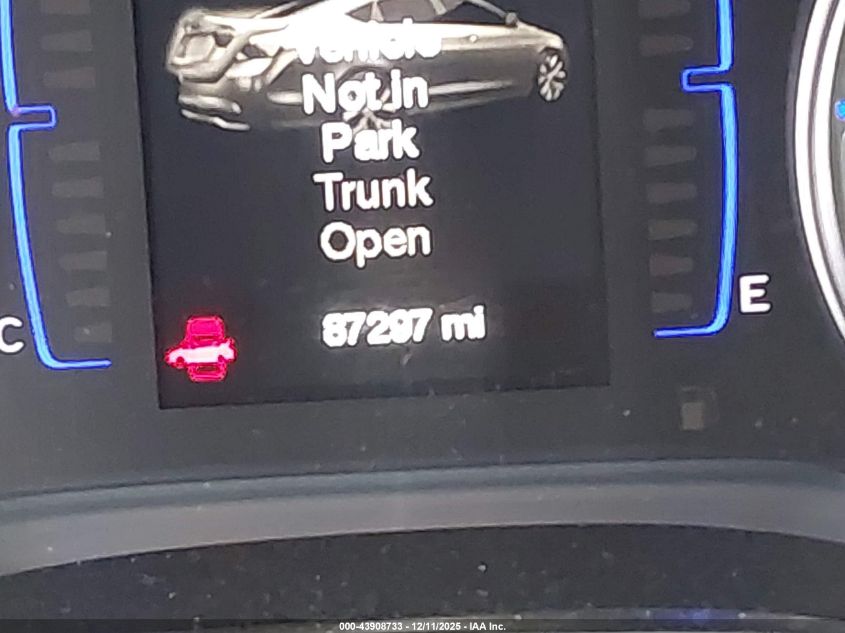 Vehicle
Not in
Park
Trunk
Open
87297 mi
C
E
000-43908733 - 12/11/2025 - IAA Inc.